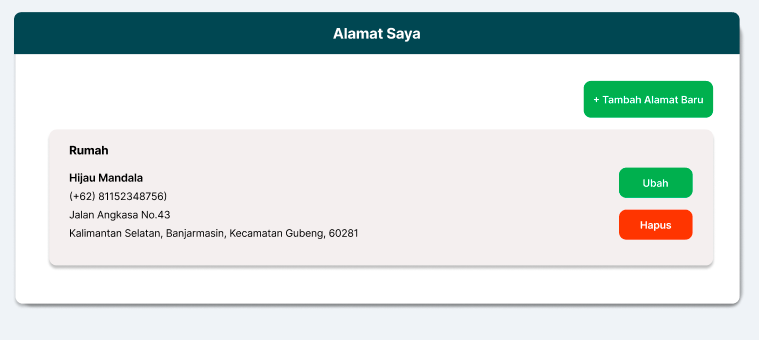 Alamat Saya
+ Tambah Alamat Baru
Rumah
Hijau Mandala
(+62) 81152348756)
Jalan Angkasa No.43
Kalimantan Selatan, Banjarmasin, Kecamatan Gubeng, 60281
Ubah
Hapus